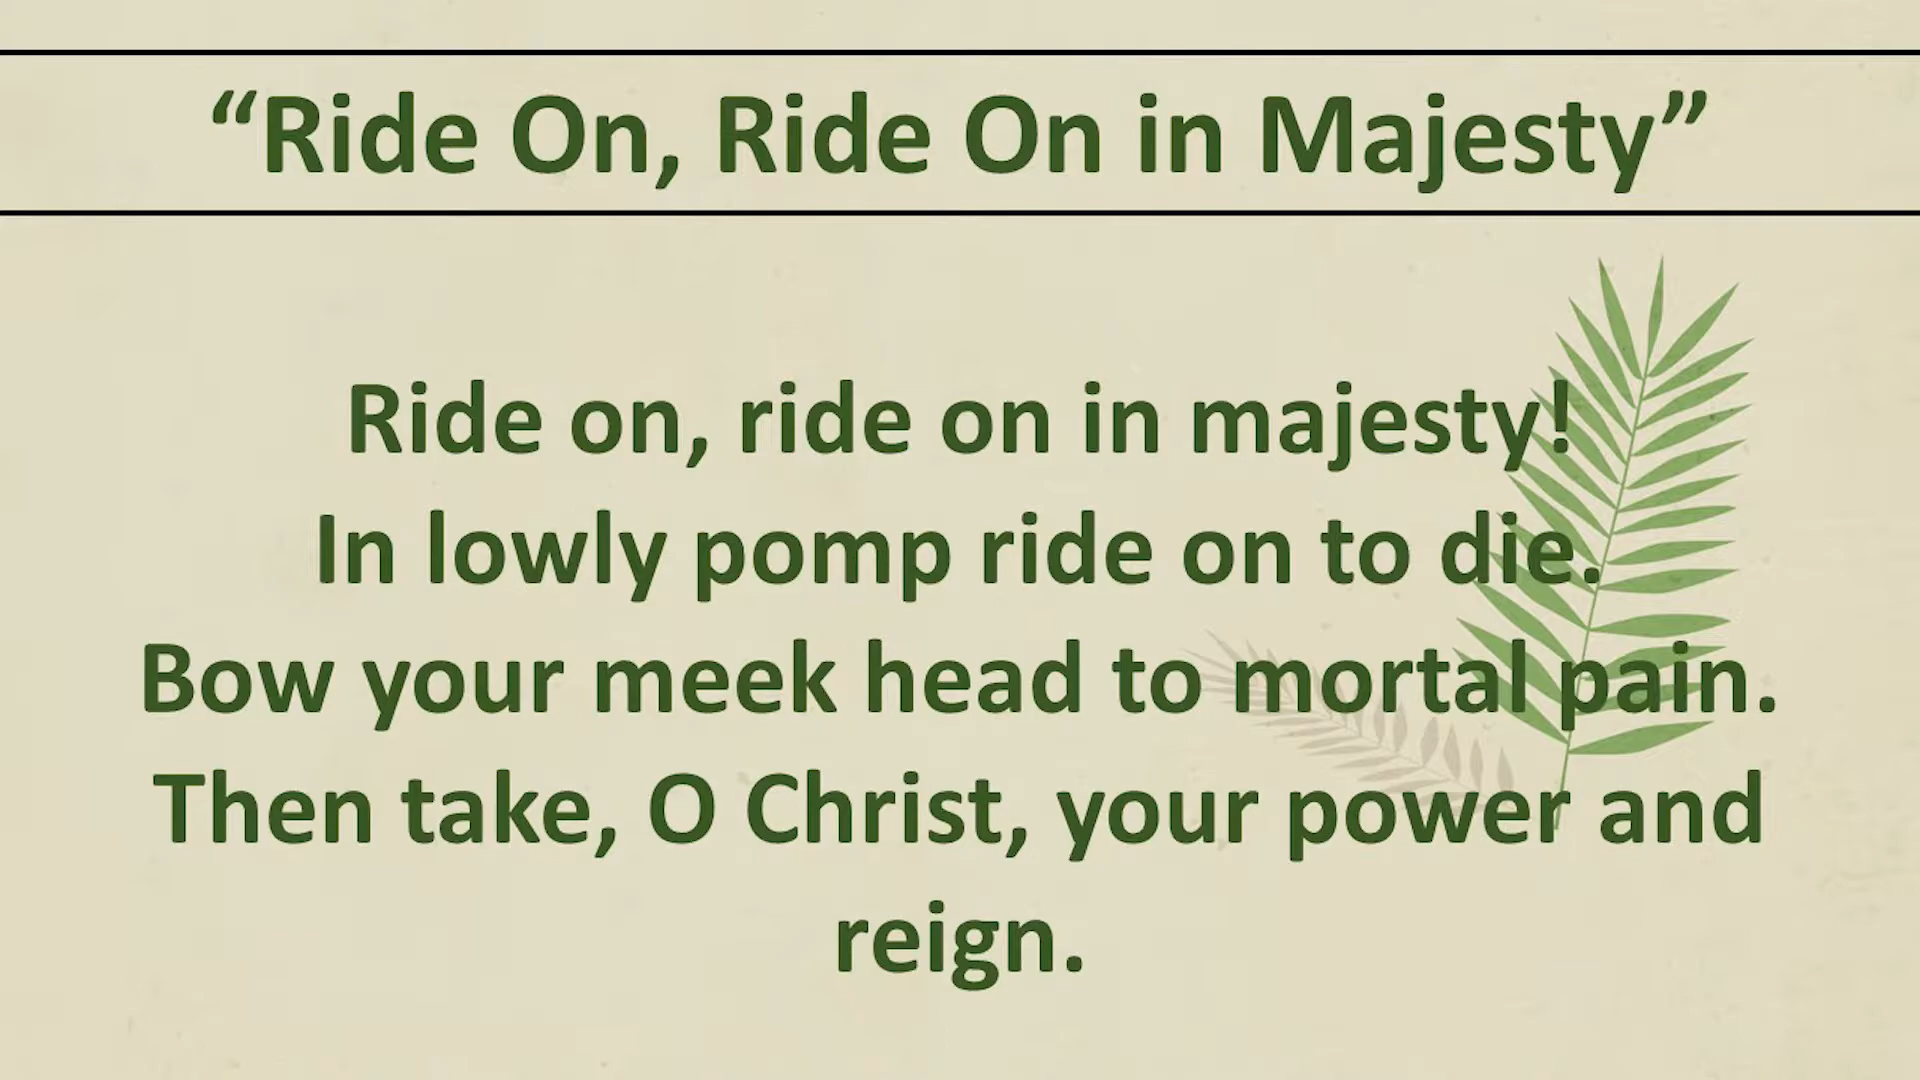 “Ride On, Ride On in Majesty”
Ride on, ride on in majesty!
In lowly pomp ride on to die.
Bow your meek head to mortal pain.
Then take, O Christ, your power and
reign.